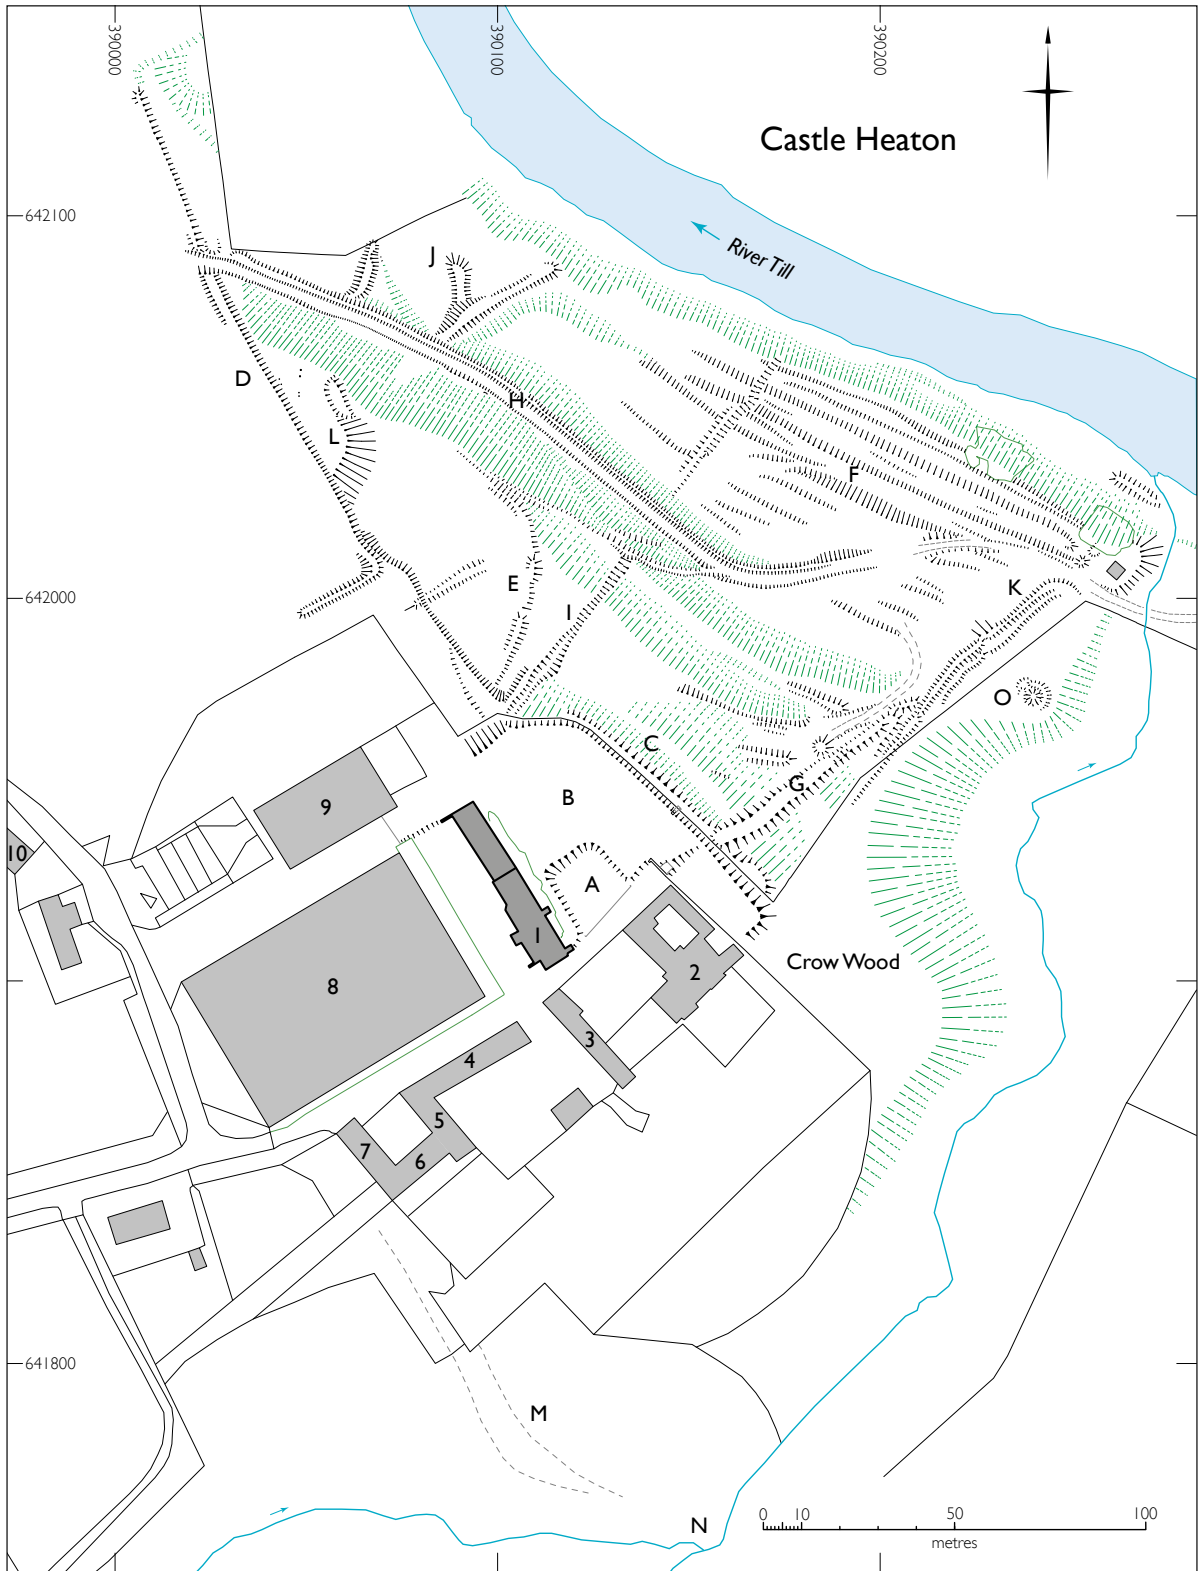 390000
390100
390200
Castle Heaton
642100
River Till
J
D
H
L
F
E
I
K
642000
O
C
G
B
9
10
A
1
2
Crow Wood
8
3
4
5
7
6
641800
M
N
0 10 50 100
metres